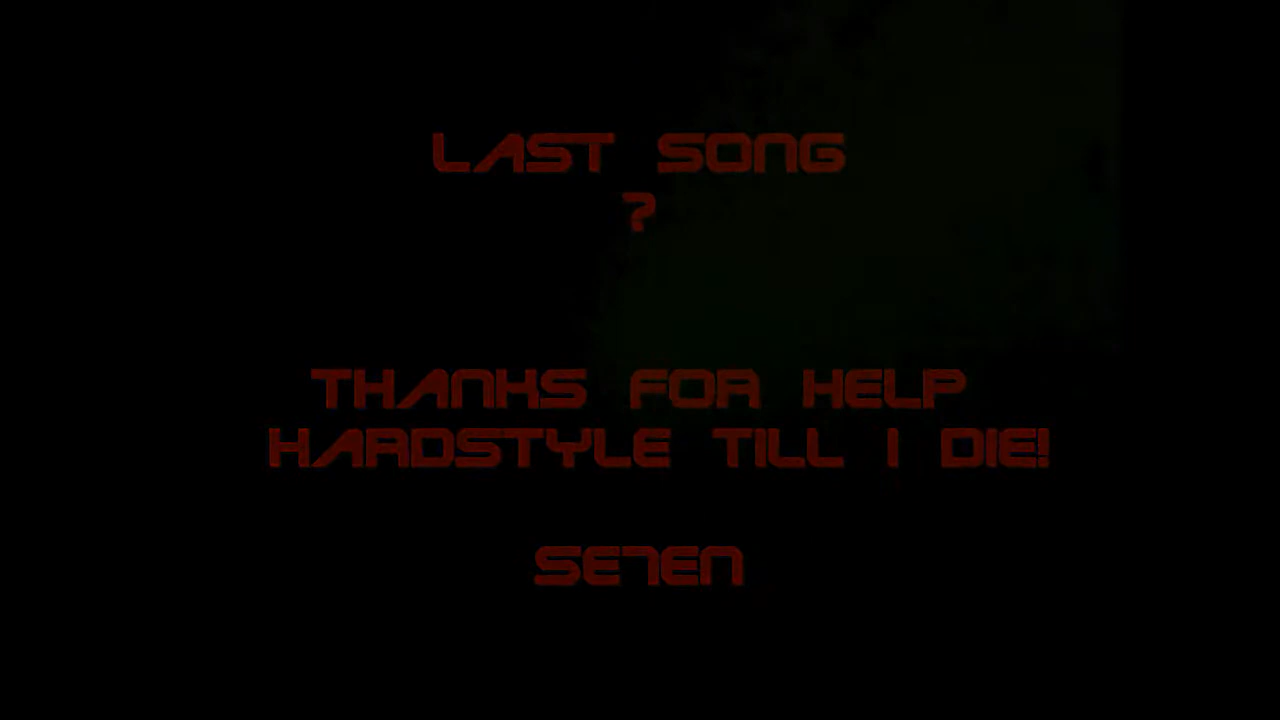 LAST SONG
?
THANKS FOR HELP
HARDSTYLE TILL I DIE!
SE7EN